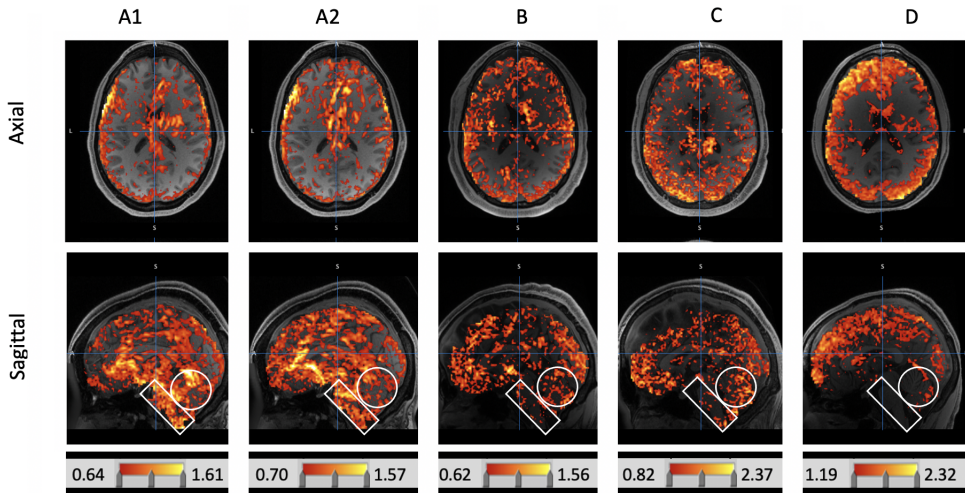 A1 A2 B C D
Axial
A A A
L
S S S S S
Sagittal
S S S S S
A A
0.64 1.61 0.70 1.57 0.62 1.56 0.82 2.37 1.19 2.32